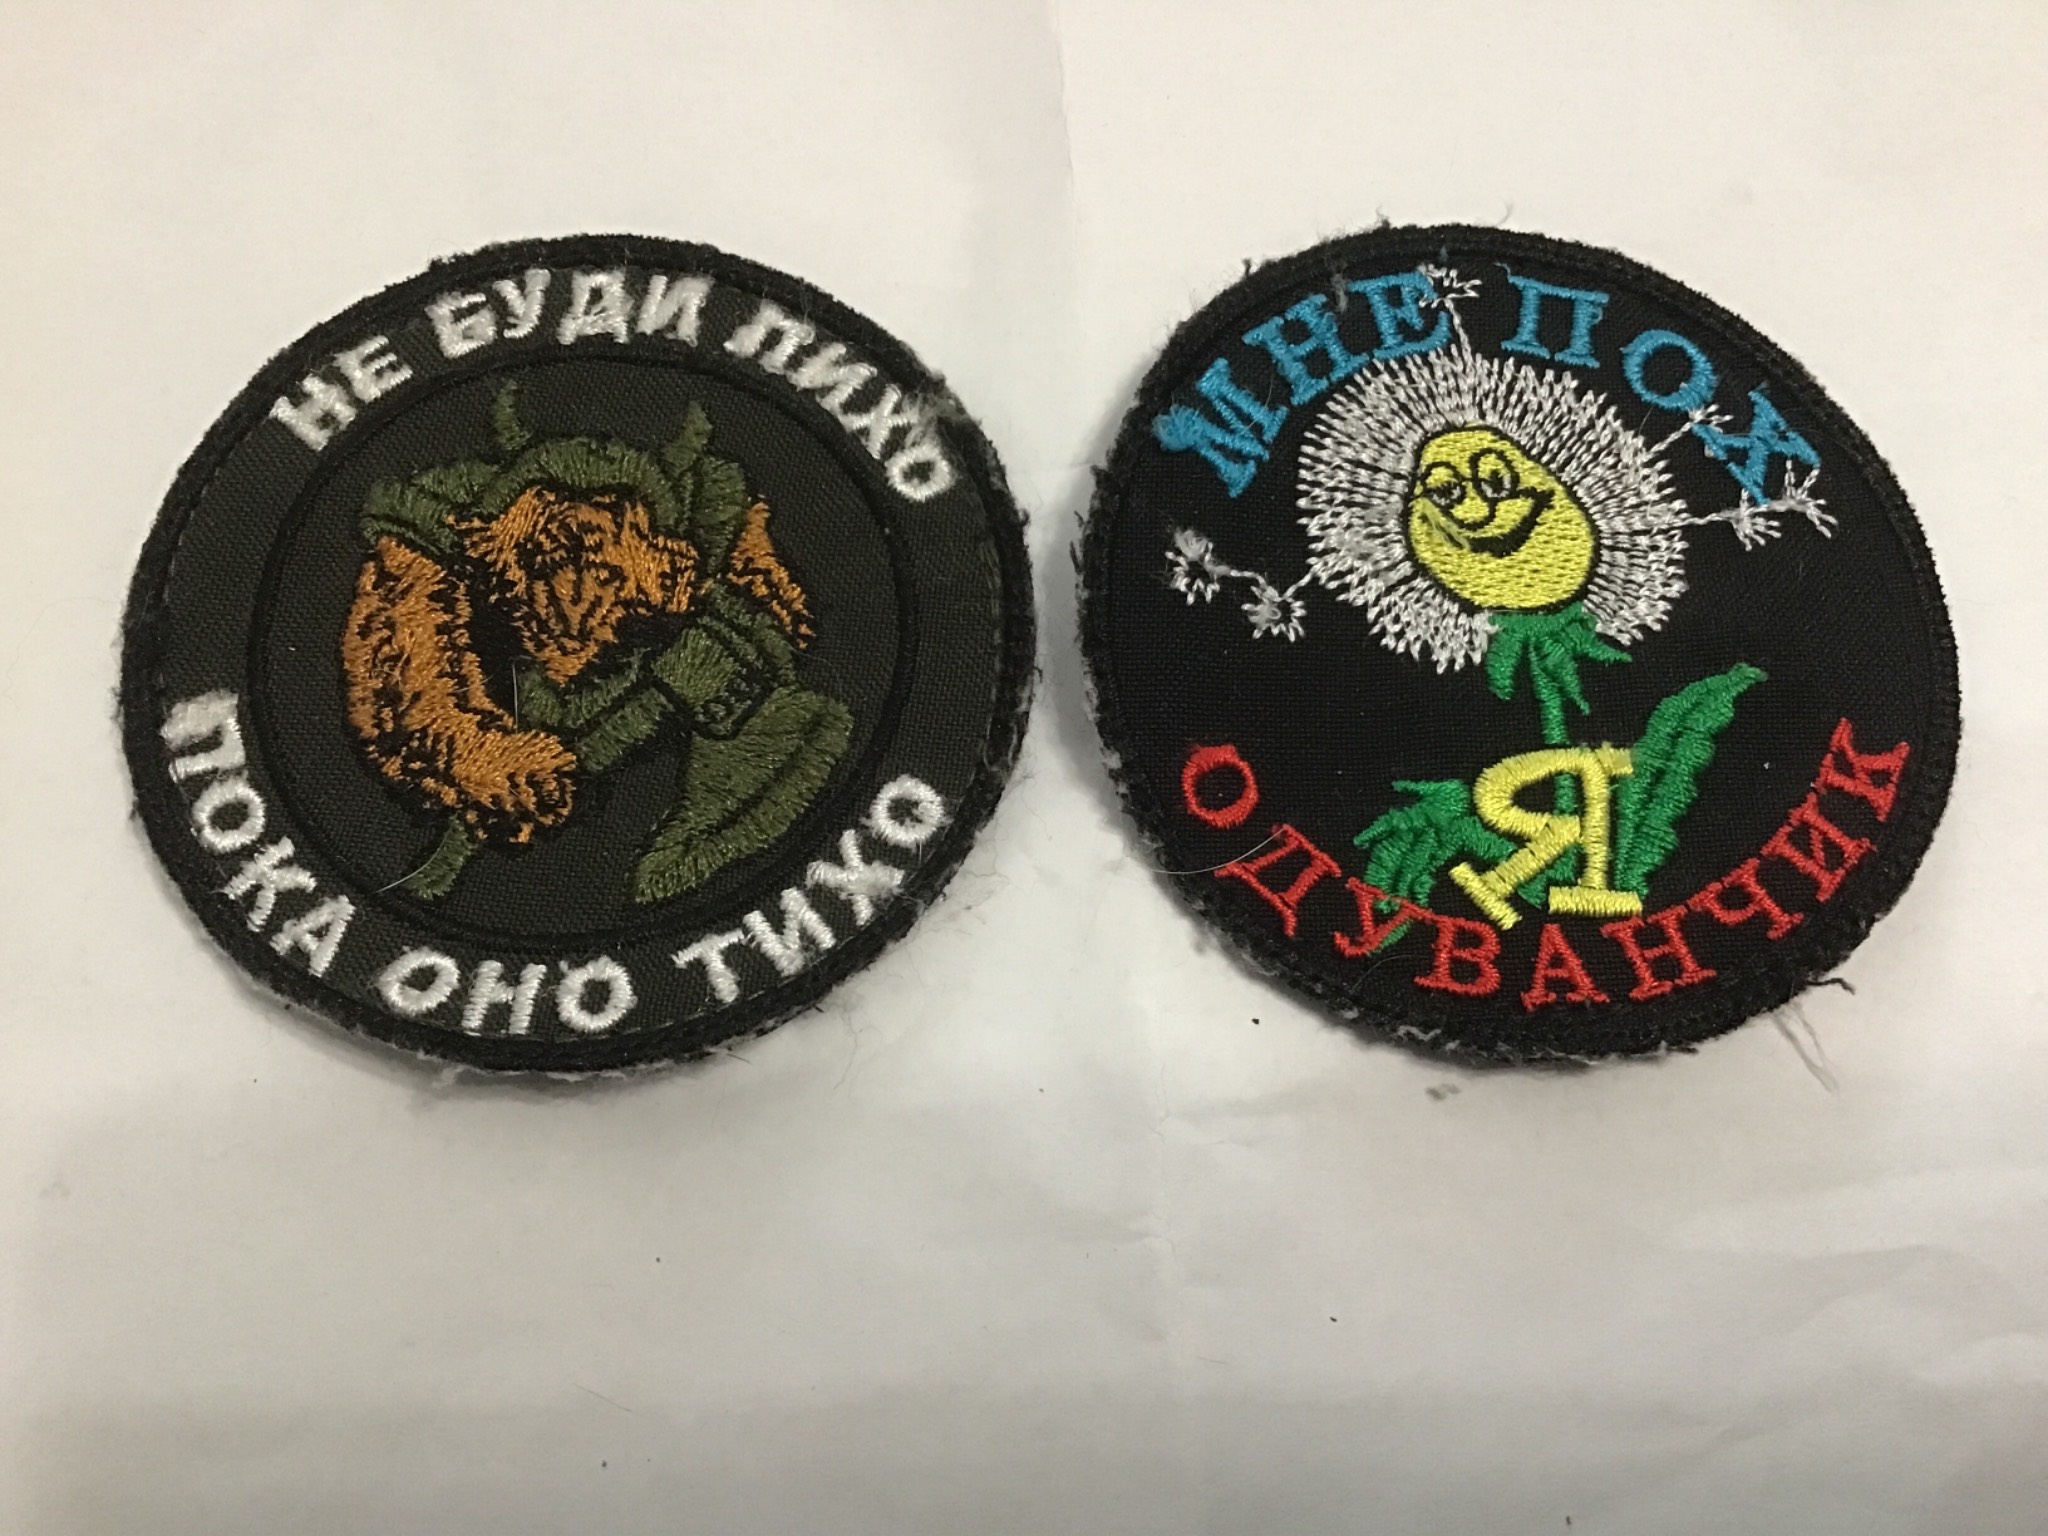 НЕ БУДИ ЛИХО
ПОКА ОНО ТИХО
МНЕ ПОХ
Я
ОДУВАНЧИК